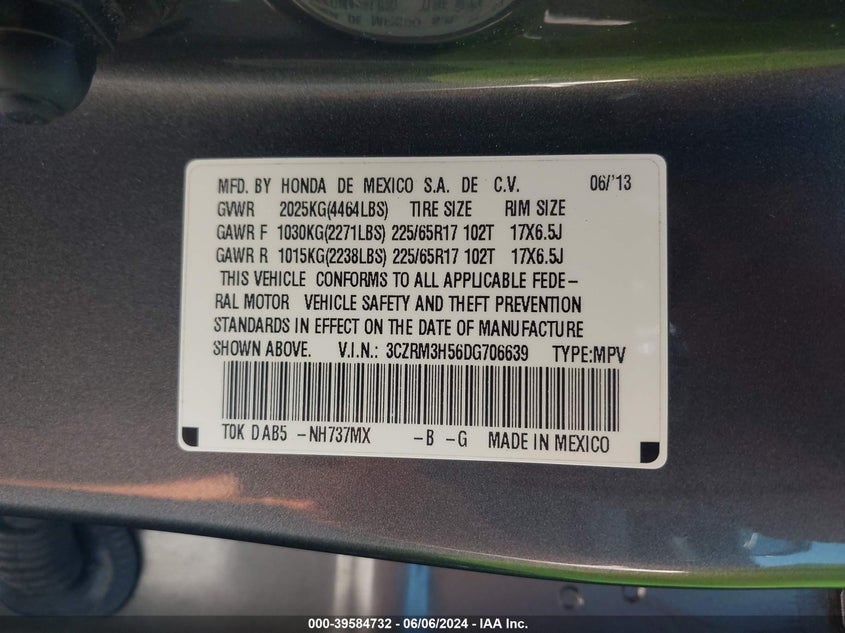 DE MEXICO S.A.
MFD. BY HONDA DE MEXICO S.A. DE C.V. 06/'13
GVWR 2025KG(4464LBS) TIRE SIZE RIM SIZE
GAWR F 1030KG(2271LBS) 225/65R17 102T 17X6.5J
GAWR R 1015KG(2238LBS) 225/65R17 102T 17X6.5J
THIS VEHICLE CONFORMS TO ALL APPLICABLE FEDE–
RAL MOTOR VEHICLE SAFETY AND THEFT PREVENTION
STANDARDS IN EFFECT ON THE DATE OF MANUFACTURE
SHOWN ABOVE. V.I.N.: 3CZRM3H56DG706639 TYPE:MPV
T0K DAB5 –NH737MX –B –G MADE IN MEXICO
000-39584732 - 06/06/2024 - IAA Inc.